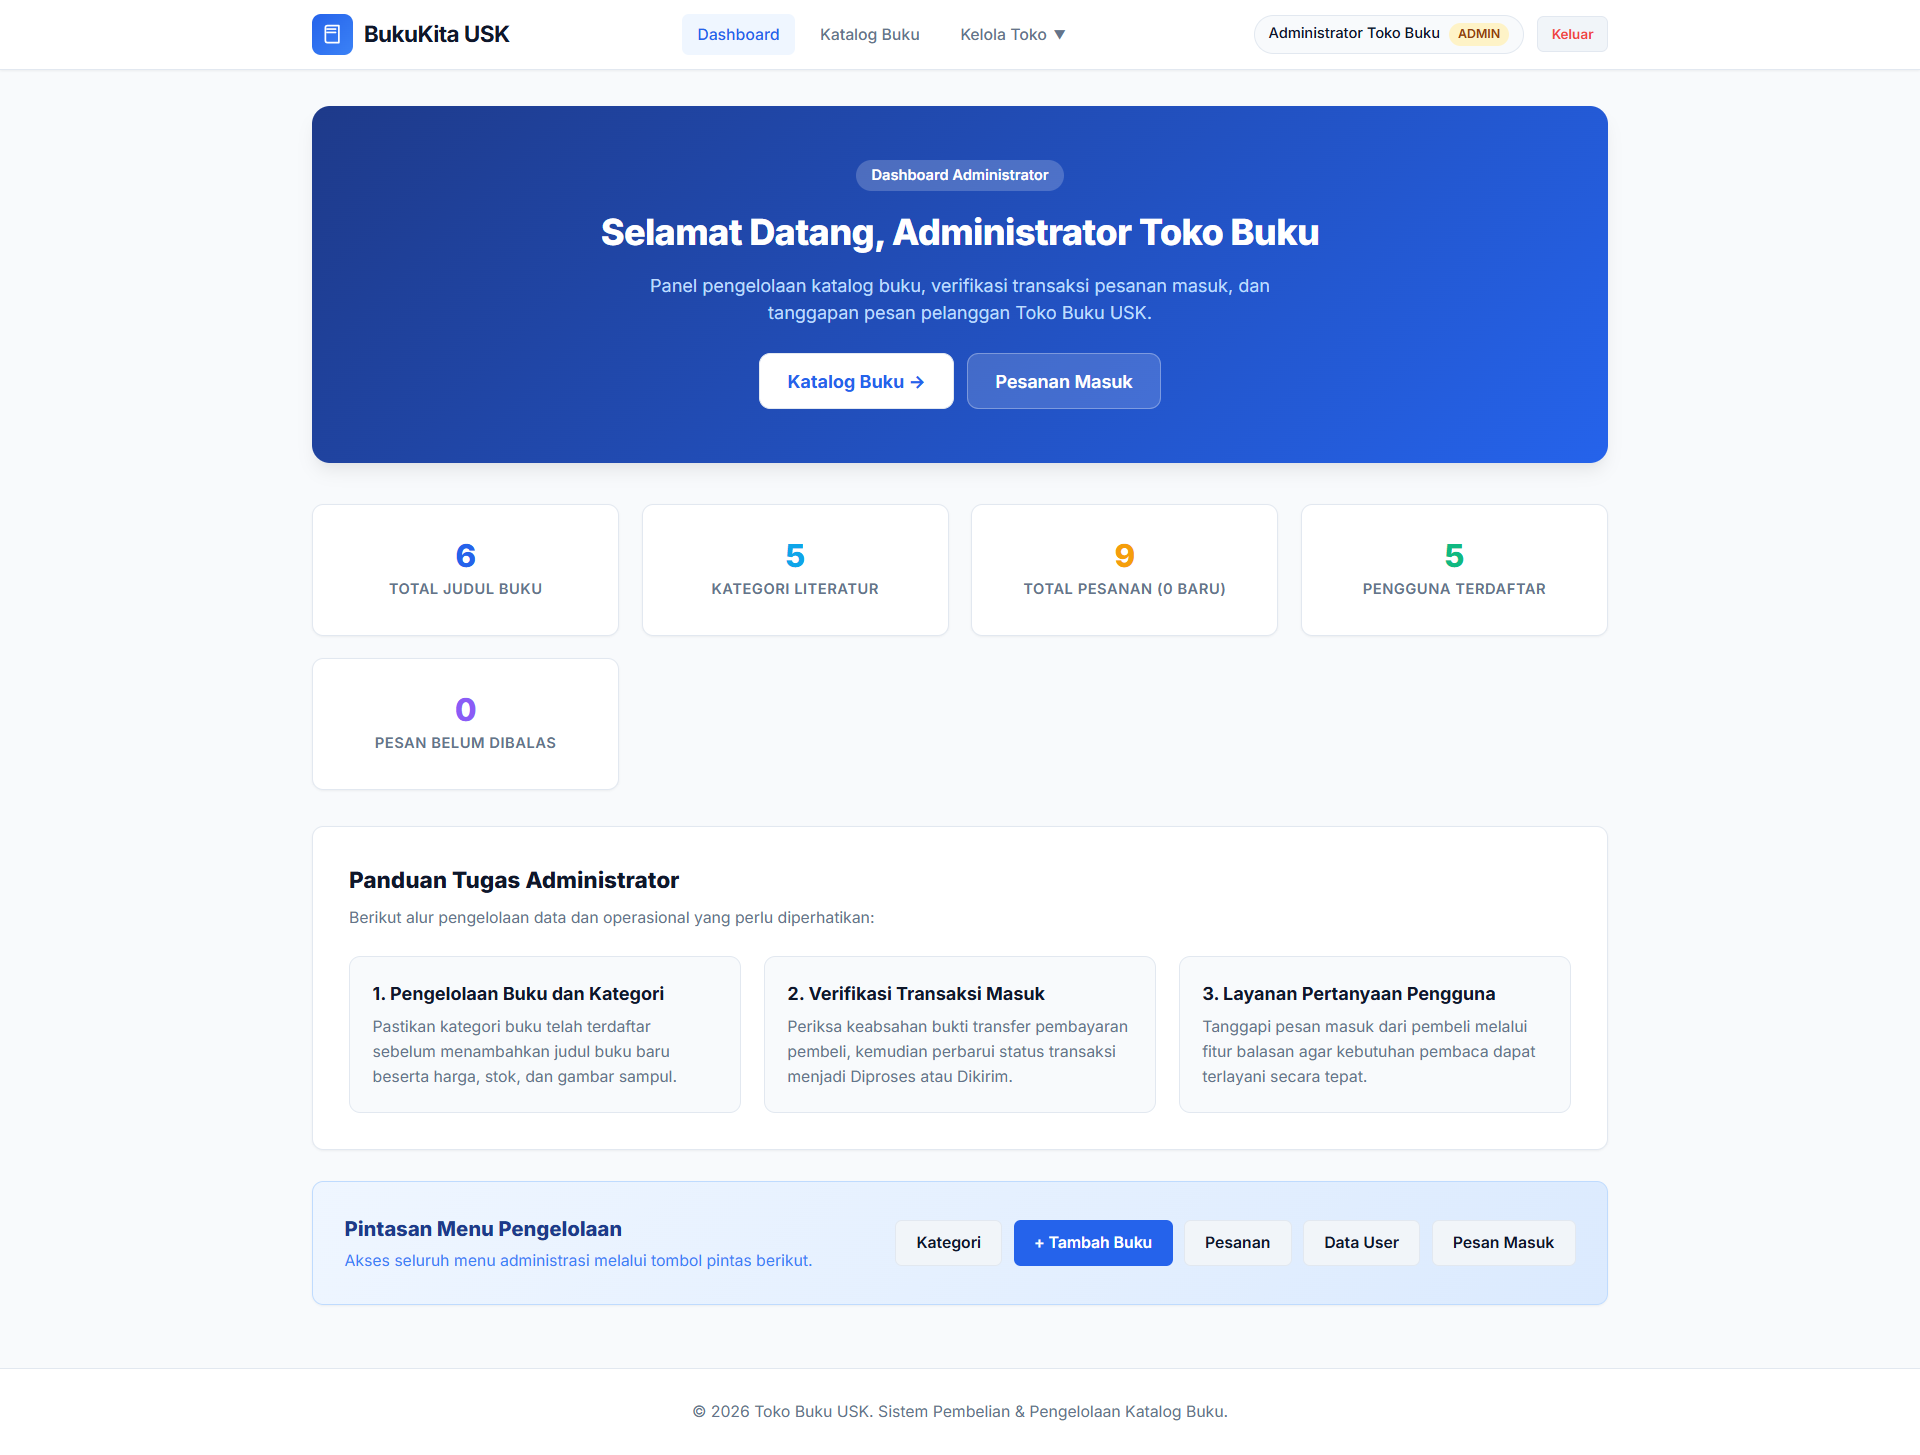 BukuKita USK
Dashboard
Katalog Buku
Kelola Toko ▼
Administrator Toko Buku ADMIN
Keluar
Dashboard Administrator
Selamat Datang, Administrator Toko Buku
Panel pengelolaan katalog buku, verifikasi transaksi pesanan masuk, dan
tanggapan pesan pelanggan Toko Buku USK.
Katalog Buku →
Pesanan Masuk
6
TOTAL JUDUL BUKU
5
KATEGORI LITERATUR
9
TOTAL PESANAN (0 BARU)
5
PENGGUNA TERDAFTAR
0
PESAN BELUM DIBALAS
Panduan Tugas Administrator
Berikut alur pengelolaan data dan operasional yang perlu diperhatikan:
1. Pengelolaan Buku dan Kategori
Pastikan kategori buku telah terdaftar
sebelum menambahkan judul buku baru
beserta harga, stok, dan gambar sampul.
2. Verifikasi Transaksi Masuk
Periksa keabsahan bukti transfer pembayaran
pembeli, kemudian perbarui status transaksi
menjadi Diproses atau Dikirim.
3. Layanan Pertanyaan Pengguna
Tanggapi pesan masuk dari pembeli melalui
fitur balasan agar kebutuhan pembaca dapat
terlayani secara tepat.
Pintasan Menu Pengelolaan
Akses seluruh menu administrasi melalui tombol pintas berikut.
Kategori
+ Tambah Buku
Pesanan
Data User
Pesan Masuk
© 2026 Toko Buku USK. Sistem Pembelian & Pengelolaan Katalog Buku.